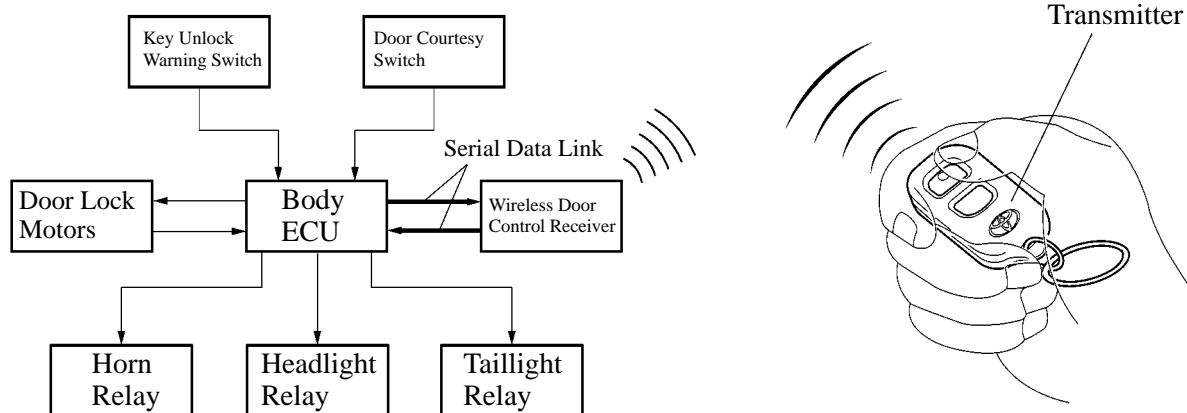 Transmitter
Key Unlock
Warning Switch
Door Courtesy
Switch
Serial Data Link
Door Lock
Motors
Body
ECU
Wireless Door
Control Receiver
Horn
Relay
Headlight
Relay
Taillight
Relay